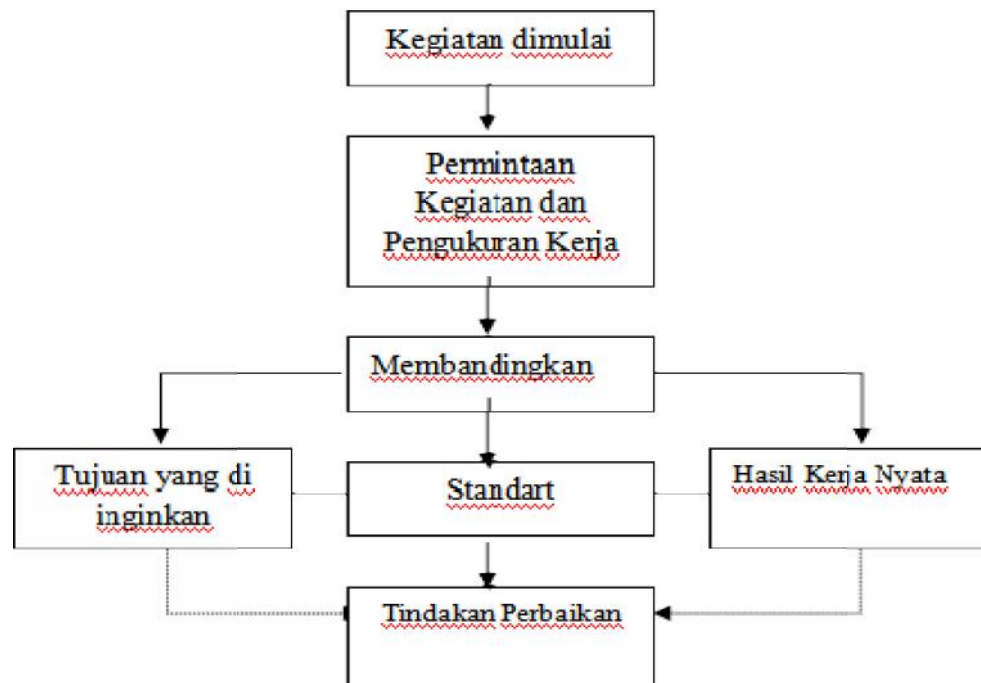 Kegiatan dimulai
Permintaan
Kegiatan dan
Pengukuran Kerja
Membandingkan
Tujuan yang di
inginkan
Standart
Hasil Kerja Nyata
Tindakan Perbaikan